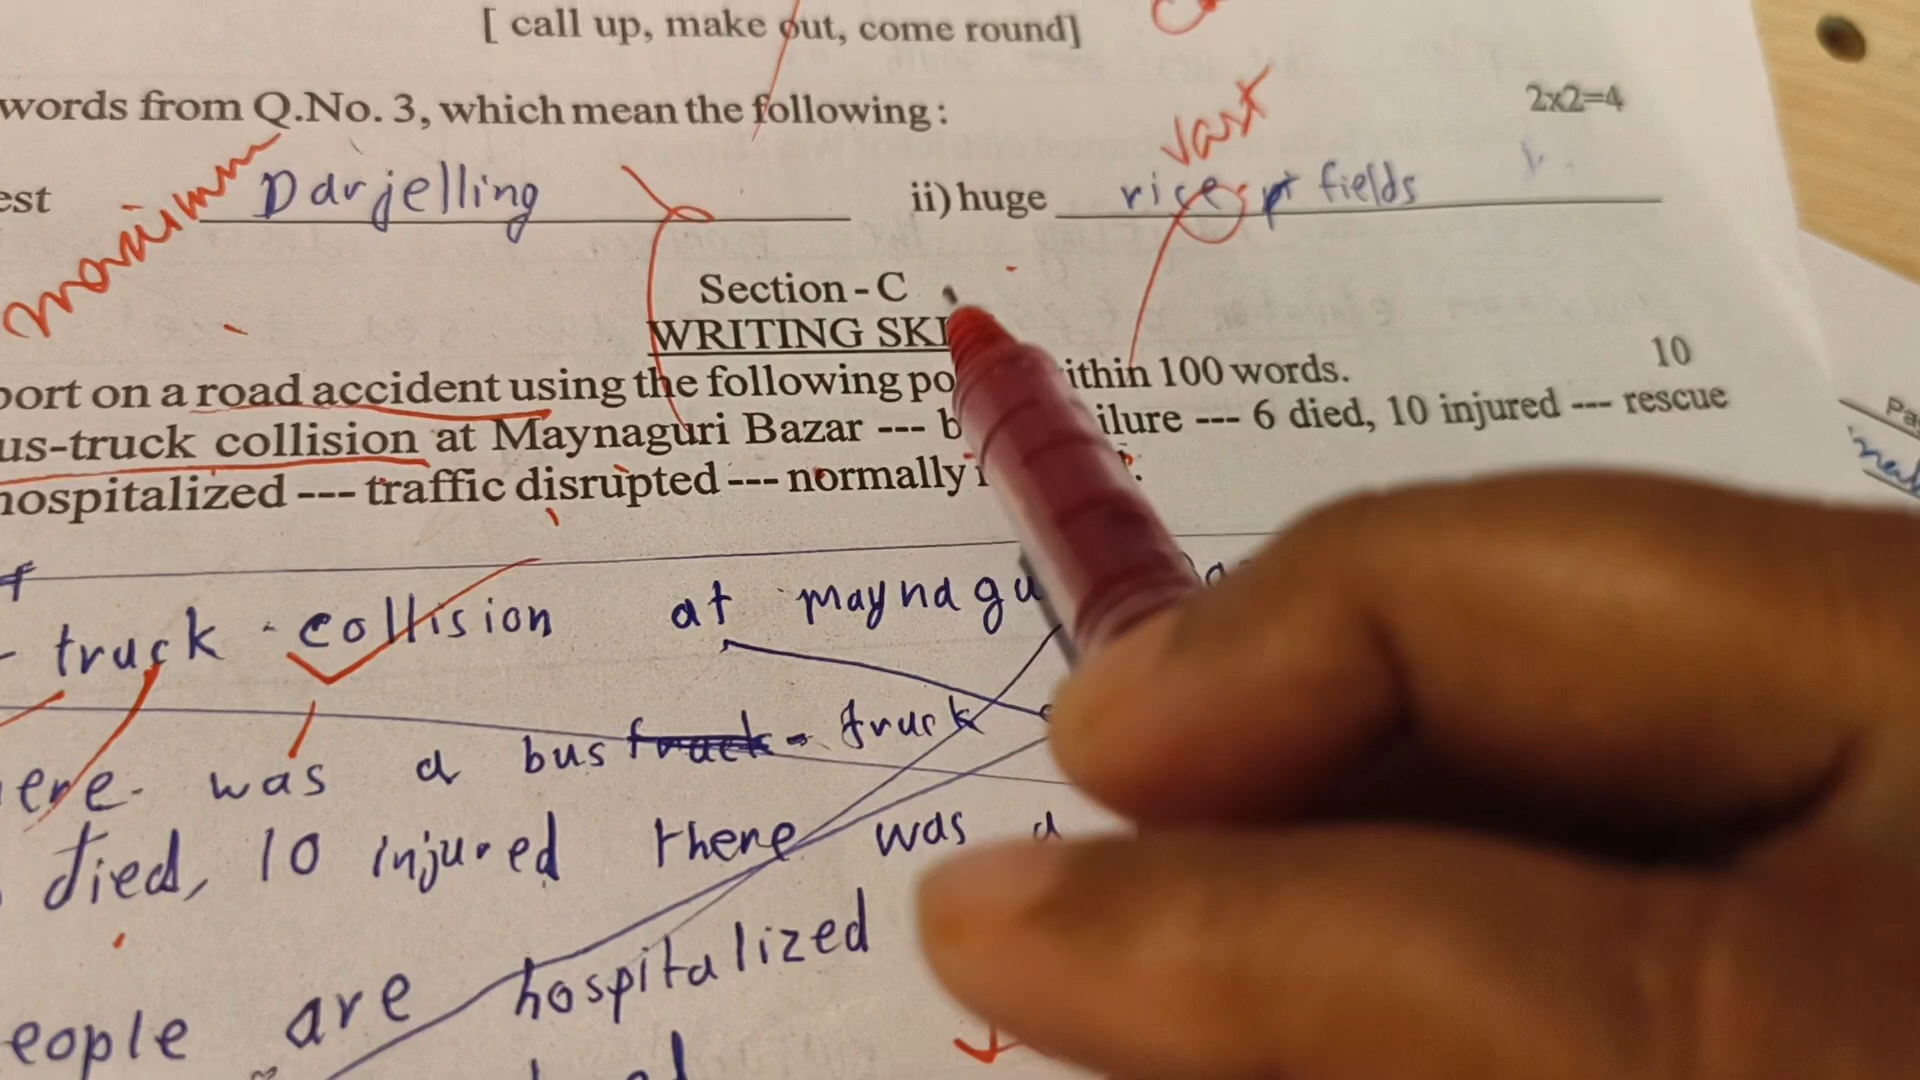 [ call up, make out, come round]
words from Q.No. 3, which mean the following :
2x2=4
vast
maximum
est Darjelling ii) huge rice fields
Section - C
WRITING SKI
port on a road accident using the following po ithin 100 words.
10
us-truck collision at Maynaguri Bazar --- b ilure --- 6 died, 10 injured --- rescue
hospitalized --- traffic disrupted --- normally
truck collision at maynagu
ere was a bus - truck
died, 10 injured there was a
eople are hospitalized